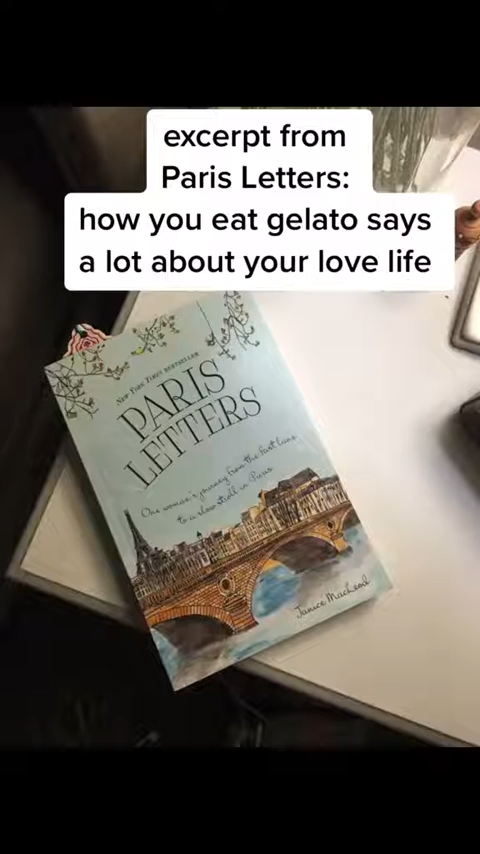 excerpt from
Paris Letters:
how you eat gelato says
a lot about your love life
NEW YORK TIMES BESTSELLER
PARIS
LETTERS
One woman's journey from the fast lane
to a slow stroll in Paris
Janice MacLeod